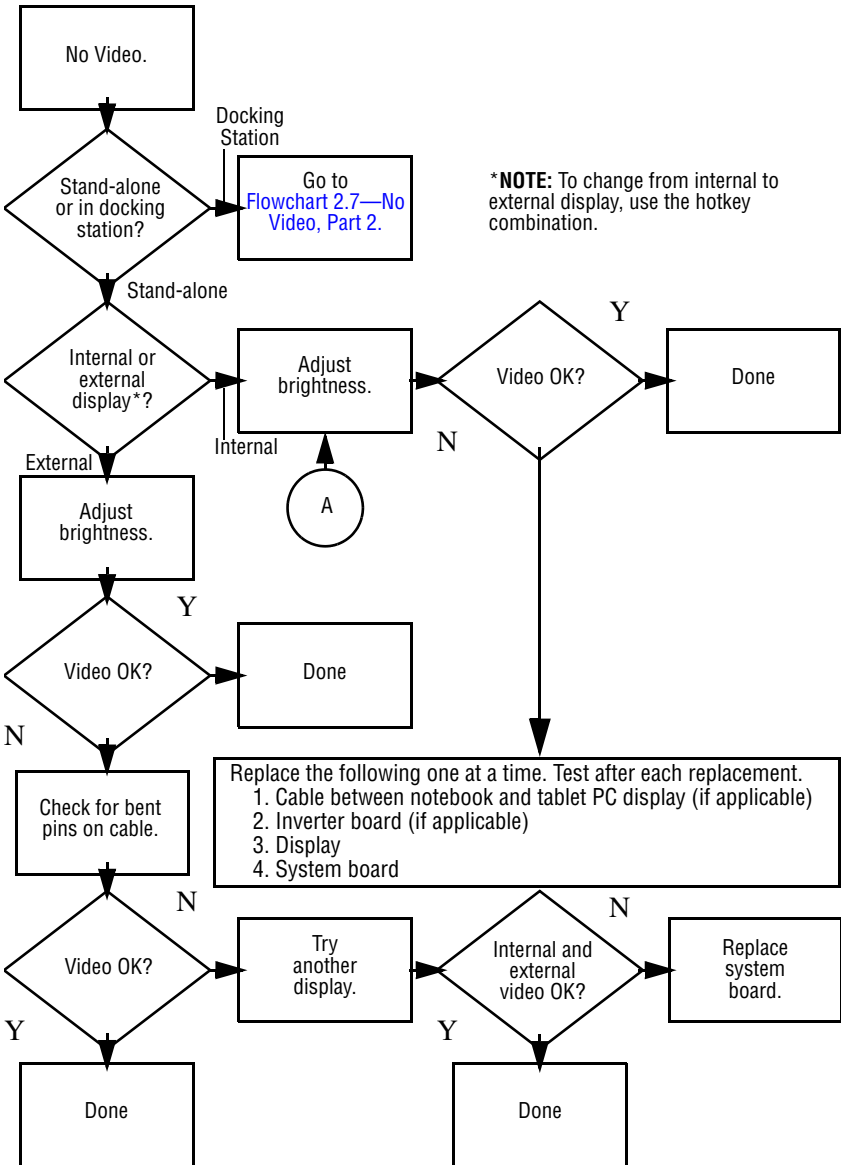 No Video.
Docking
Station
Stand-alone
or in docking
station?
Go to
Flowchart 2.7—No
Video, Part 2.
*NOTE: To change from internal to
external display, use the hotkey
combination.
Stand-alone
Internal or
external
display*?
Adjust
brightness.
Video OK?
Y
Done
N
Internal
External
A
Adjust
brightness.
Y
Video OK?
Done
N
Replace the following one at a time. Test after each replacement.
1. Cable between notebook and tablet PC display (if applicable)
2. Inverter board (if applicable)
3. Display
4. System board
Check for bent
pins on cable.
N
Video OK?
Try
another
display.
Internal and
external
video OK?
N
Replace
system
board.
Y
Y
Done
Done